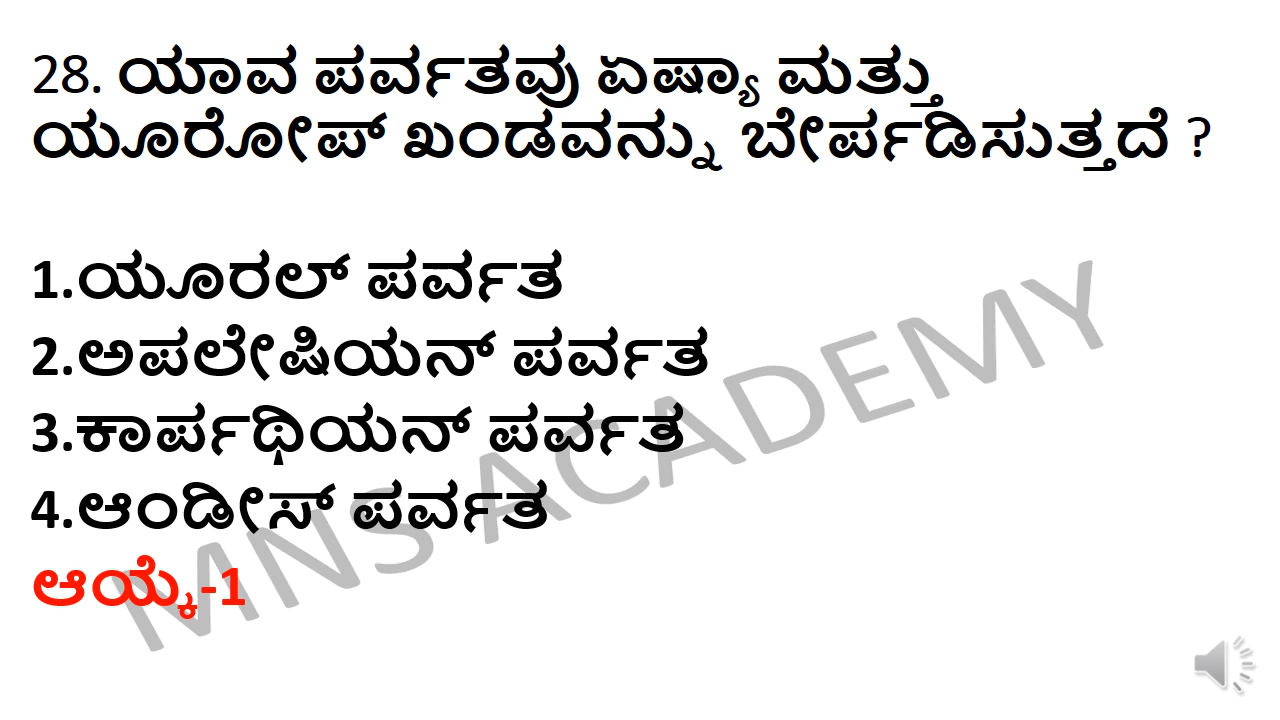 28. ಯಾವ ಪರ್ವತವು ಏಷ್ಯಾ ಮತ್ತು
ಯೂರೋಪ್ ಖಂಡವನ್ನು ಬೇರ್ಪಡಿಸುತ್ತದೆ ?
1.ಯೂರಲ್ ಪರ್ವತ
2.ಅಪಲೇಷಿಯನ್ ಪರ್ವತ
3.ಕಾರ್ಪಥಿಯನ್ ಪರ್ವತ
4.ಆಂಡೀಸ್ ಪರ್ವತ
ಆಯ್ಕೆ-1
MNS ACADEMY